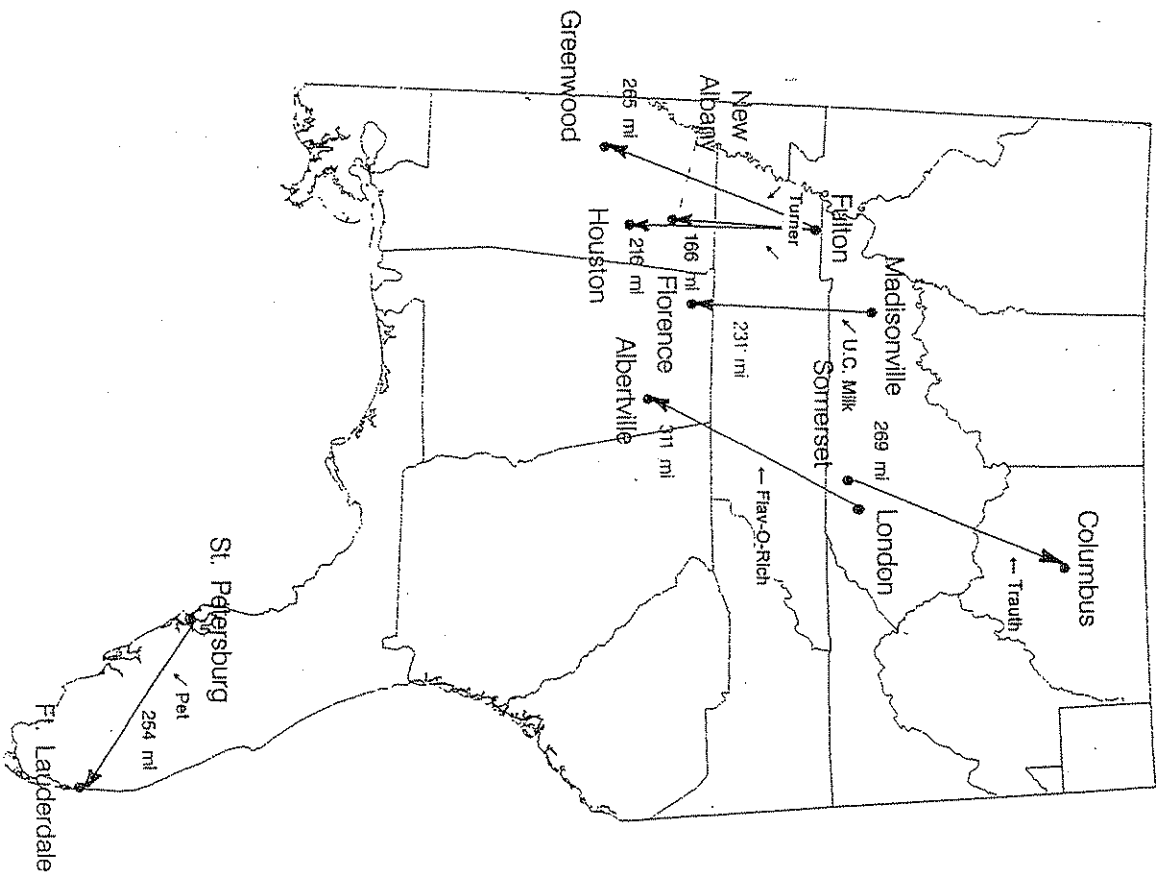 Columbus
← Trauth
269 mi
London
Somerset
Madisonville
↙ U.C. Milk
Fulton
← Flav-O-Rich
Turner
↙
↙
231 mi
New
Albany
166 mi
Florence
311 mi
Albertville
216 mi
Houston
265 mi
Greenwood
St. Petersburg
↙ Pet
254 mi
Ft. Lauderdale